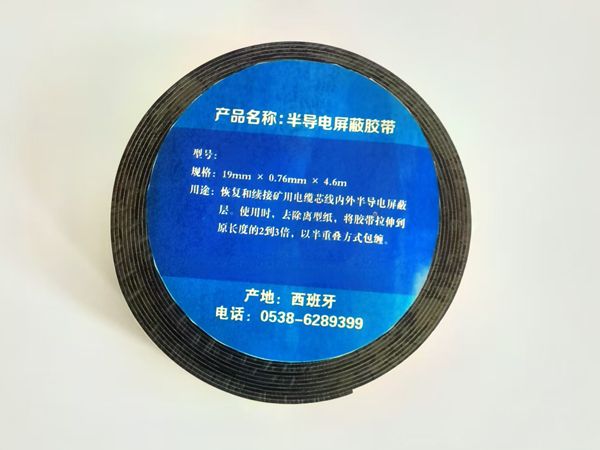 产品名称:半导电屏蔽胶带
型号:
规格: 19mm × 0.76mm × 4.6m
用途: 恢复和续接矿用电缆芯线内外半导电屏蔽
层。使用时，去除离型纸，将胶带拉伸到
原长度的2到3倍，以半重叠方式包缠。
产地: 西班牙
电话: 0538-6289399